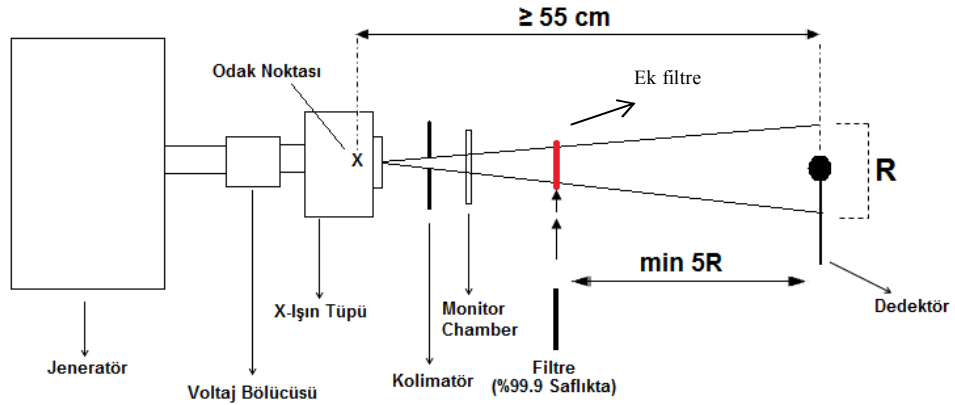 ≥ 55 cm
Odak Noktası
Ek filtre
X
R
min 5R
X-Işın Tüpü
Monitor
Chamber
Dedektör
Jeneratör
Voltaj Bölücüsü
Kolimatör
Filtre
(%99.9 Saflıkta)